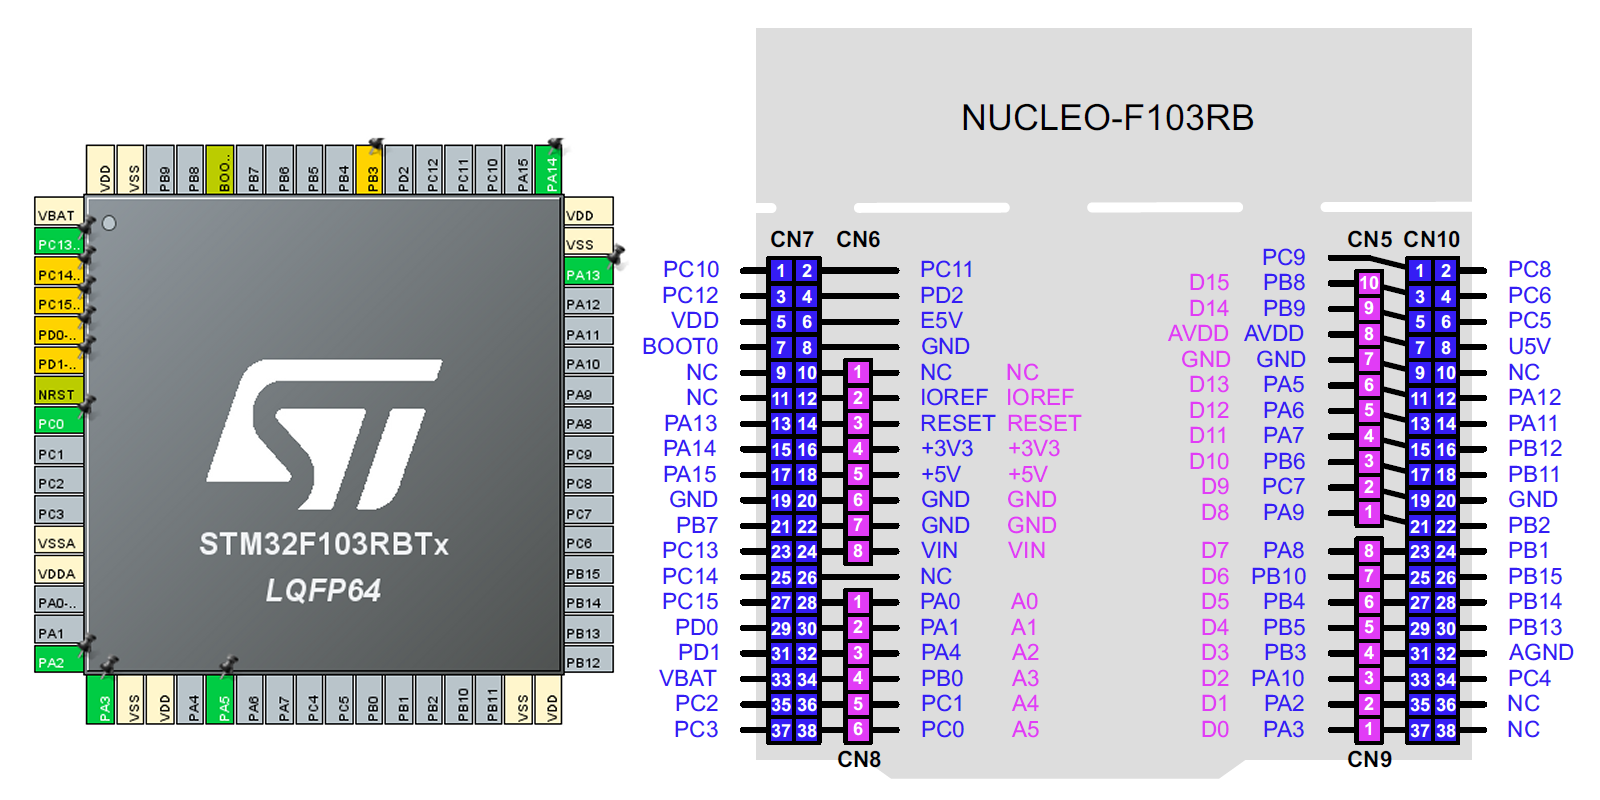 NUCLEO-F103RB
VDD VSS PB9 PB8 BOO.. PB7 PB6 PB5 PB4 PB3 PD2 PC12 PC11 PC10 PA15 PA14
VBAT
PC13..
PC14..
PC15..
PD0-..
PD1-..
NRST
PC0
PC1
PC2
PC3
VSSA
VDDA
PA0-..
PA1
PA2
STM32F103RBTx
LQFP64
VDD
VSS
PA13
PA12
PA11
PA10
PA9
PA8
PC9
PC8
PC7
PC6
PB15
PB14
PB13
PB12
PA3 VSS VDD PA4 PA5 PA6 PA7 PC4 PC5 PB0 PB1 PB2 PB10 PB11 VSS VDD
CN7 CN6
PC10 1 2 PC11
PC12 3 4 PD2
VDD 5 6 E5V
BOOT0 7 8 GND
NC 9 10 1 NC NC
NC 11 12 2 IOREF IOREF
PA13 13 14 3 RESET RESET
PA14 15 16 4 +3V3 +3V3
PA15 17 18 5 +5V +5V
GND 19 20 6 GND GND
PB7 21 22 7 GND GND
PC13 23 24 8 VIN VIN
PC14 25 26 NC
PC15 27 28 1 PA0 A0
PD0 29 30 2 PA1 A1
PD1 31 32 3 PA4 A2
VBAT 33 34 4 PB0 A3
PC2 35 36 5 PC1 A4
PC3 37 38 6 PC0 A5
CN8
CN5 CN10
PC9 1 2 PC8
D15 PB8 10 3 4 PC6
D14 PB9 9 5 6 PC5
AVDD AVDD 8 7 8 U5V
GND GND 7 9 10 NC
D13 PA5 6 11 12 PA12
D12 PA6 5 13 14 PA11
D11 PA7 4 15 16 PB12
D10 PB6 3 17 18 PB11
D9 PC7 2 19 20 GND
D8 PA9 1 21 22 PB2
D7 PA8 8 23 24 PB1
D6 PB10 7 25 26 PB15
D5 PB4 6 27 28 PB14
D4 PB5 5 29 30 PB13
D3 PB3 4 31 32 AGND
D2 PA10 3 33 34 PC4
D1 PA2 2 35 36 NC
D0 PA3 1 37 38 NC
CN9